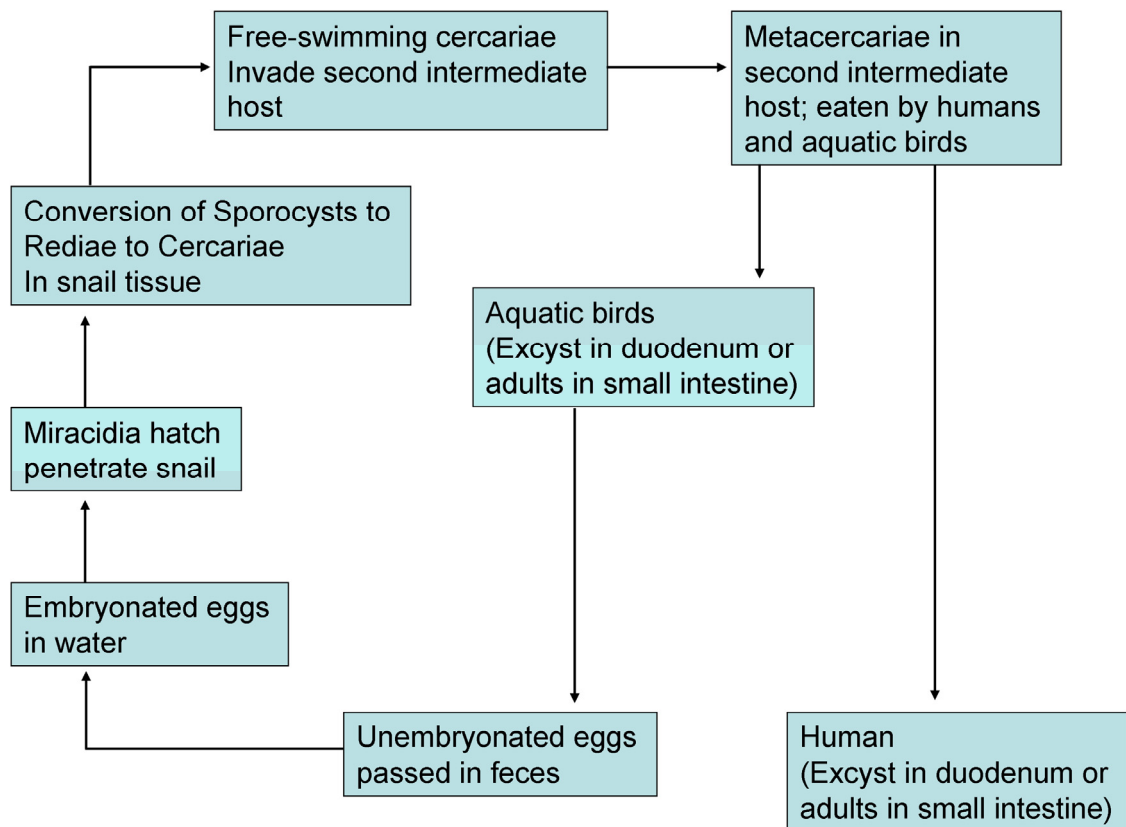 Free-swimming cercariae
Invade second intermediate
host
Metacercariae in
second intermediate
host; eaten by humans
and aquatic birds
Conversion of Sporocysts to
Rediae to Cercariae
In snail tissue
Aquatic birds
(Excyst in duodenum or
adults in small intestine)
Miracidia hatch
penetrate snail
Embryonated eggs
in water
Unembryonated eggs
passed in feces
Human
(Excyst in duodenum or
adults in small intestine)